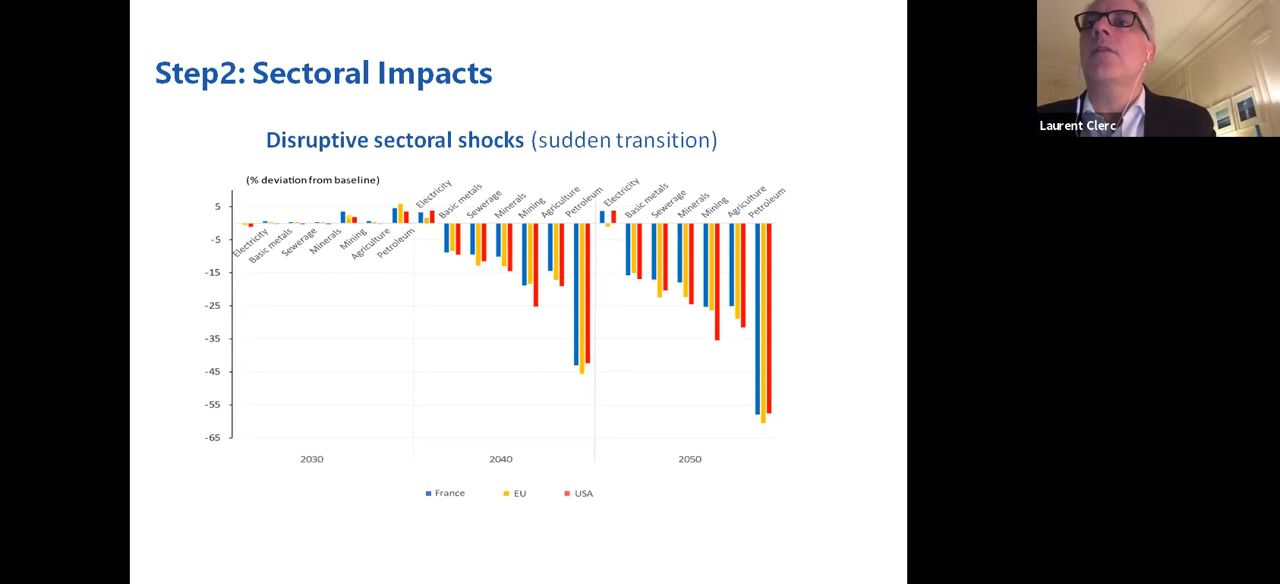 Step2: Sectoral Impacts
Laurent Clerc
Disruptive sectoral shocks (sudden transition)
(% deviation from baseline)
5
-5
-15
-25
-35
-45
-55
-65
Electricity
Basic metals
Sewerage
Minerals
Mining
Agriculture
Petroleum
Electricity
Basic metals
Sewerage
Minerals
Mining
Agriculture
Petroleum
Electricity
Basic metals
Sewerage
Minerals
Mining
Agriculture
Petroleum
2030 2040 2050
France EU USA